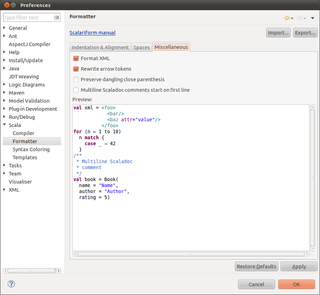 Preferences
type filter text
General
Ant
AspectJ Compiler
Help
Install/Update
Java
JDT Weaving
Logic Diagrams
Maven
Model Validation
Plug-in Development
Run/Debug
Scala
Compiler
Formatter
Syntax Coloring
Templates
Tasks
Team
Visualiser
XML
Formatter
Scalariform manual
Import...
Export...
Indentation & Alignment
Spaces
Miscellaneous
Format XML
Rewrite arrow tokens
Preserve dangling close parenthesis
Multiline Scaladoc comments start on first line
Preview:
val xml = <foo>
<bar/>
<baz attr="value"/>
</foo>
for (n ← 1 to 10)
n match {
case _ ⇒ 42
}
/**
* Multiline Scaladoc
* comment
*/
val book = Book(
name = "Name",
author = "Author",
rating = 5)
Restore Defaults
Apply
Cancel
OK